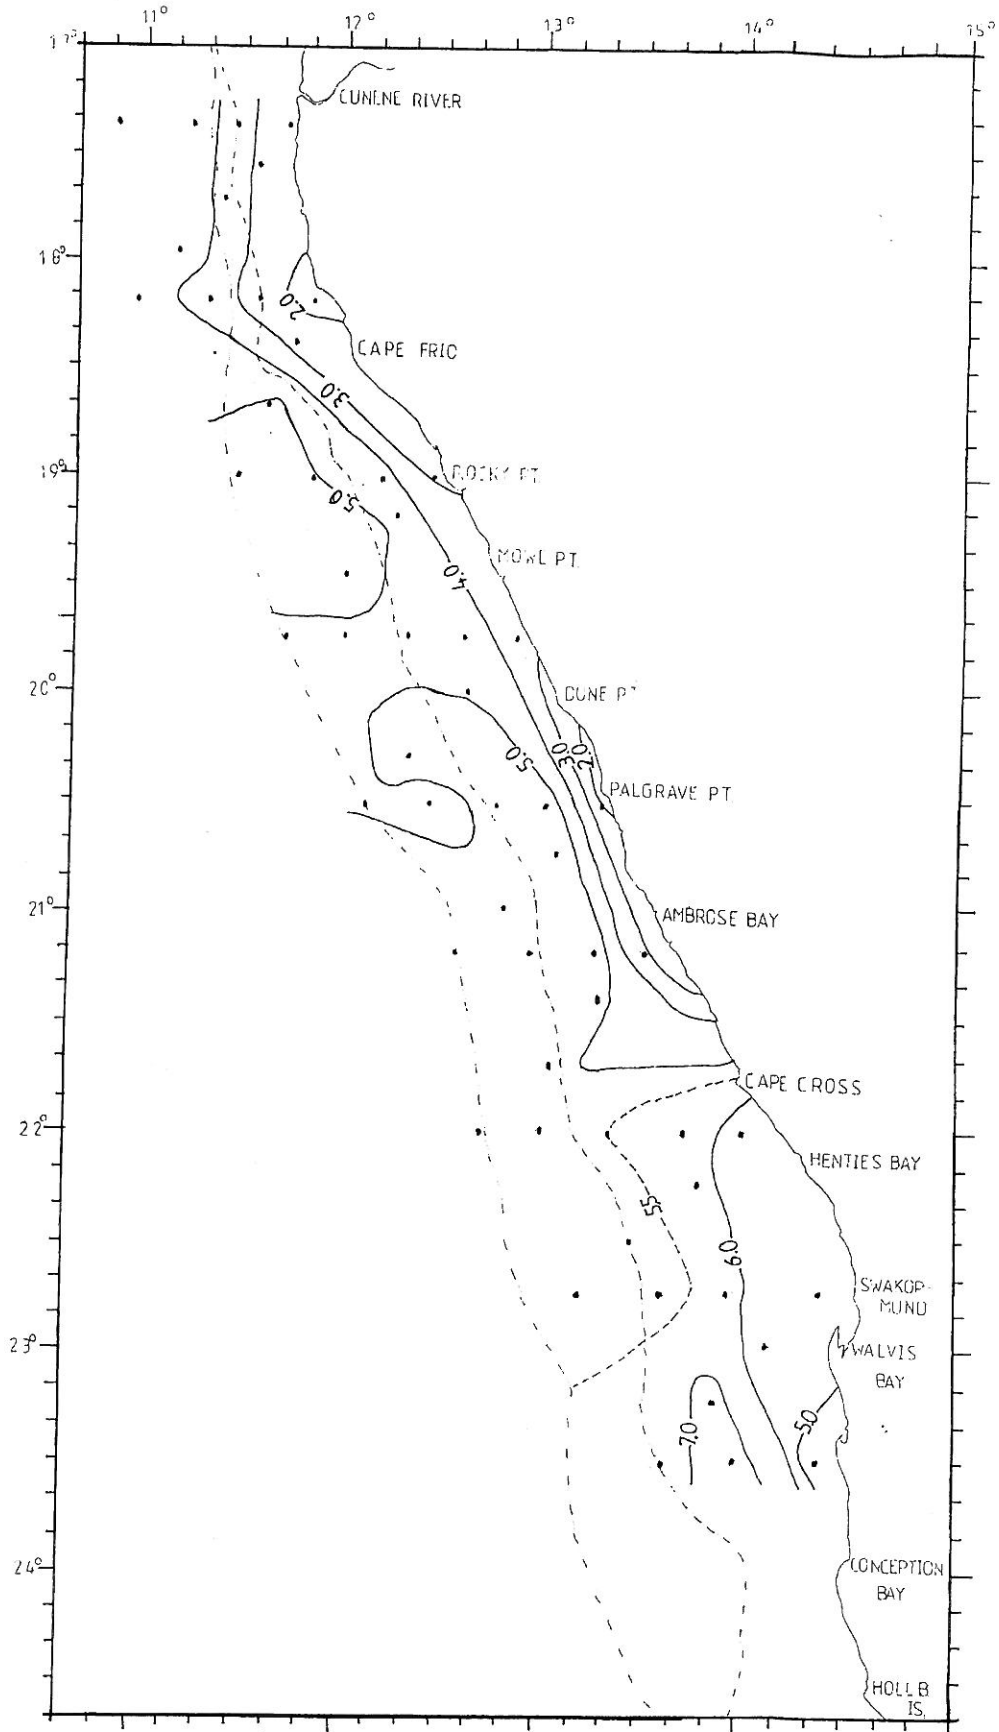 11° 12° 13° 14° 15°
17°
CUNENE RIVER
18°
2.0
CAPE FRIO
3.0
19°
ROCKY PT.
5.0
MOWL PT.
4.0
20°
DUNE PT
5.0
3.0 2.0
PALGRAVE PT.
21°
AMBROSE BAY
CAPE CROSS
22°
HENTIES BAY
5.5
6.0
SWAKOP-
MUND
23°
WALVIS
BAY
5.0
7.0
24°
CONCEPTION
BAY
HOLL.B
IS.